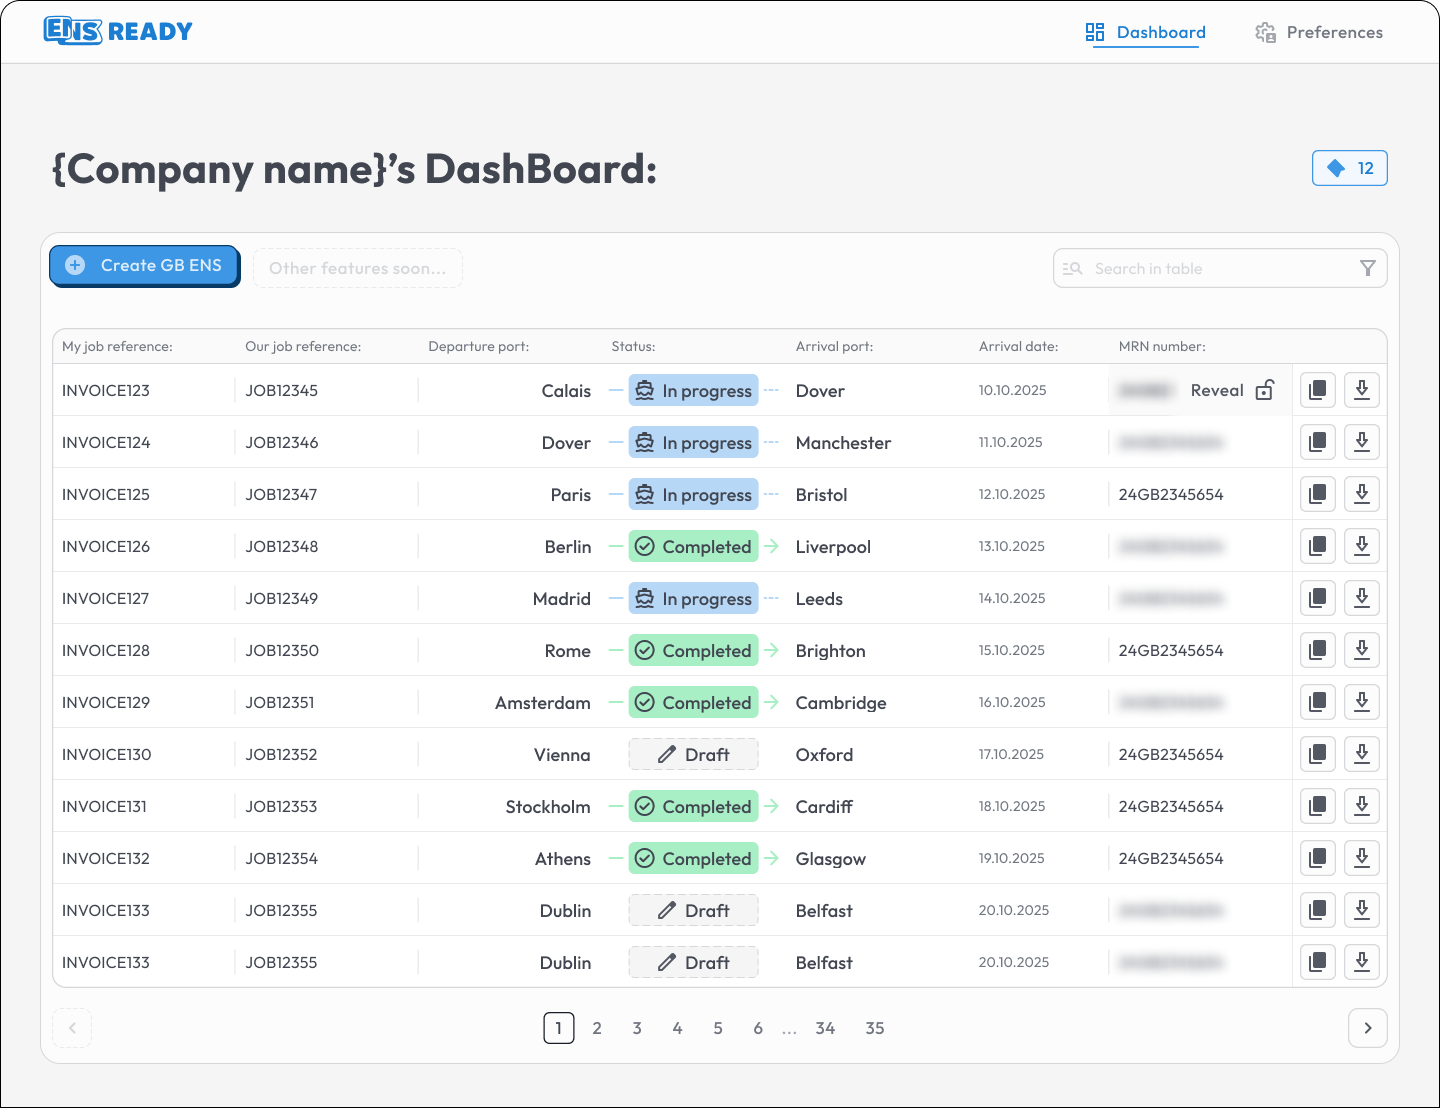 ENS READY
Dashboard
Preferences
{Company name}’s DashBoard:
12
Create GB ENS
Other features soon...
Search in table
My job reference: Our job reference: Departure port: Status: Arrival port: Arrival date: MRN number:
INVOICE123 JOB12345 Calais In progress Dover 10.10.2025 Reveal
INVOICE124 JOB12346 Dover In progress Manchester 11.10.2025
INVOICE125 JOB12347 Paris In progress Bristol 12.10.2025 24GB2345654
INVOICE126 JOB12348 Berlin Completed Liverpool 13.10.2025
INVOICE127 JOB12349 Madrid In progress Leeds 14.10.2025
INVOICE128 JOB12350 Rome Completed Brighton 15.10.2025 24GB2345654
INVOICE129 JOB12351 Amsterdam Completed Cambridge 16.10.2025
INVOICE130 JOB12352 Vienna Draft Oxford 17.10.2025 24GB2345654
INVOICE131 JOB12353 Stockholm Completed Cardiff 18.10.2025 24GB2345654
INVOICE132 JOB12354 Athens Completed Glasgow 19.10.2025 24GB2345654
INVOICE133 JOB12355 Dublin Draft Belfast 20.10.2025
INVOICE133 JOB12355 Dublin Draft Belfast 20.10.2025
1 2 3 4 5 6 ... 34 35